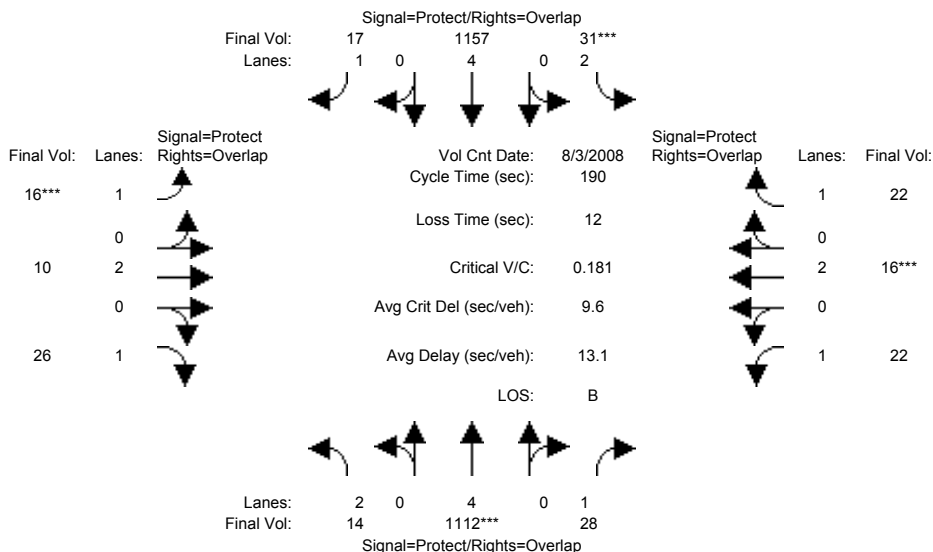 Signal=Protect/Rights=Overlap
Final Vol: 17 1157 31***
Lanes: 1 0 4 0 2
Signal=Protect
Final Vol: Lanes: Rights=Overlap
16*** 1
0
10 2
0
26 1
Vol Cnt Date: 8/3/2008
Cycle Time (sec): 190
Loss Time (sec): 12
Critical V/C: 0.181
Avg Crit Del (sec/veh): 9.6
Avg Delay (sec/veh): 13.1
LOS: B
Signal=Protect
Rights=Overlap Lanes: Final Vol:
1 22
0
2 16***
0
1 22
Lanes: 2 0 4 0 1
Final Vol: 14 1112*** 28
Signal=Protect/Rights=Overlap